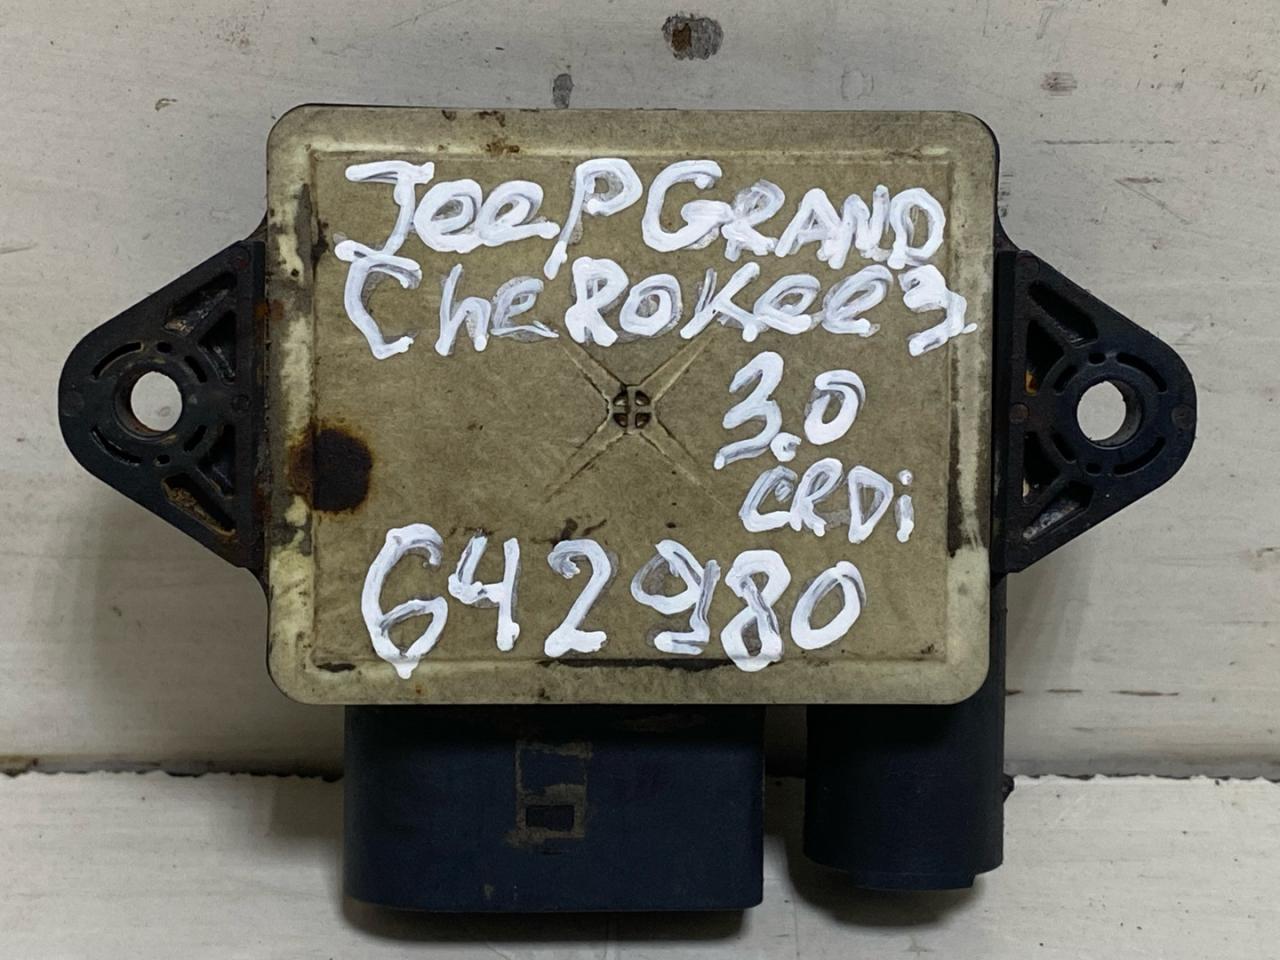 Jeep GRAND
CheROKee 3
3.0
CRDi
642980